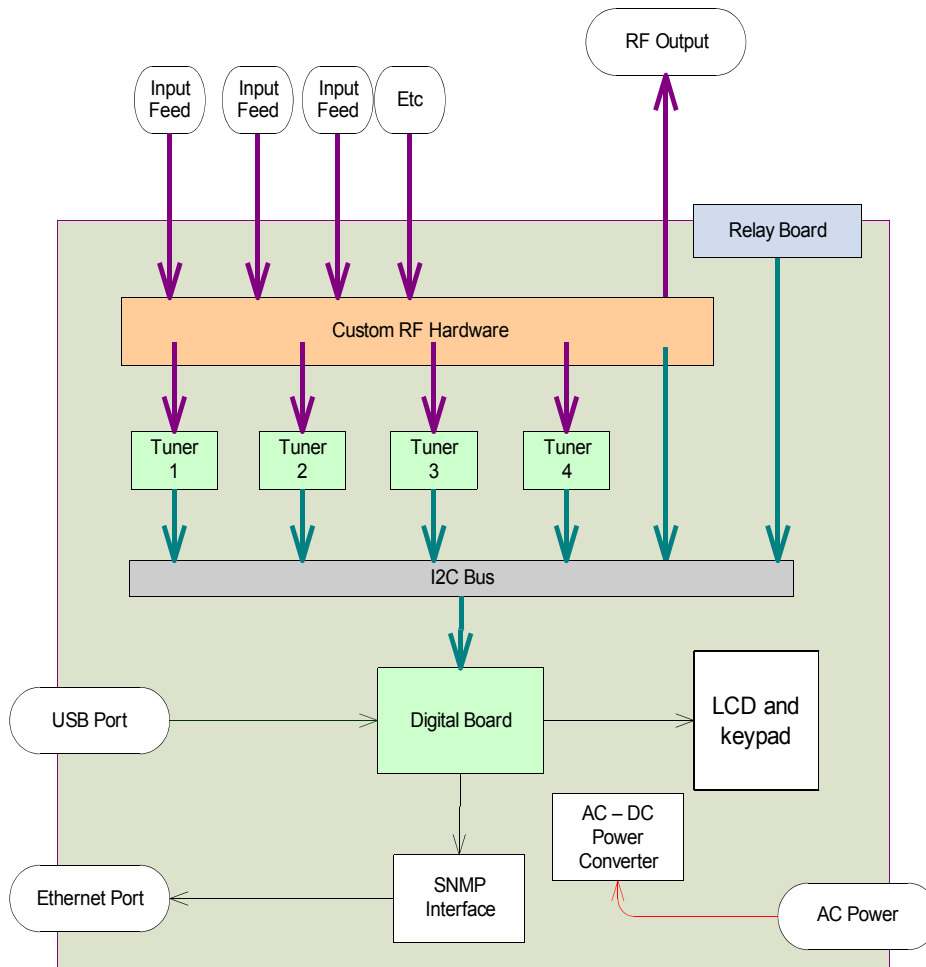 RF Output
Input
Feed
Input
Feed
Input
Feed
Etc
Relay Board
Custom RF Hardware
Tuner
1
Tuner
2
Tuner
3
Tuner
4
I2C Bus
USB Port
Digital Board
LCD and
keypad
AC – DC
Power
Converter
Ethernet Port
SNMP
Interface
AC Power